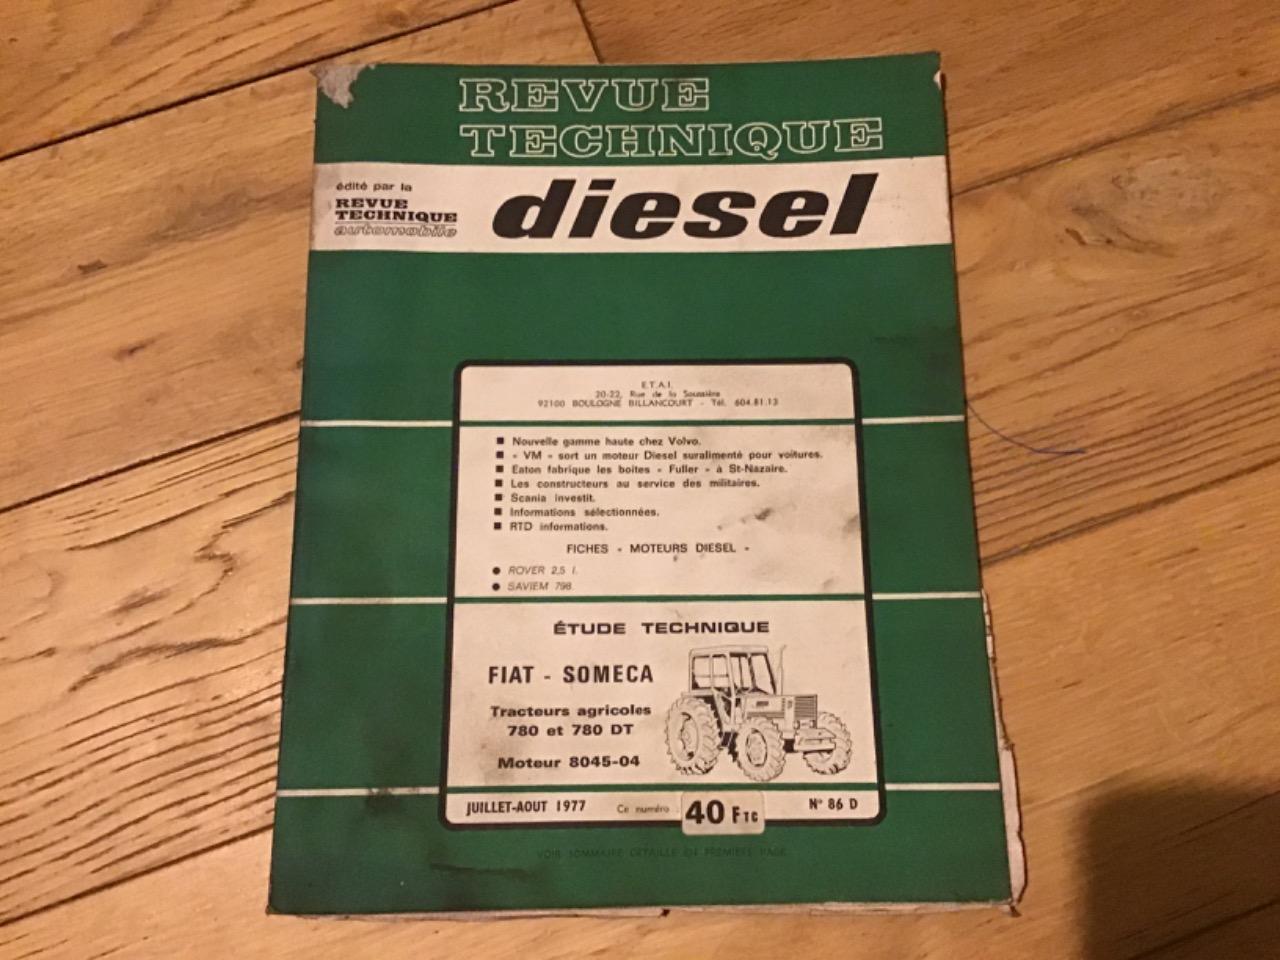 REVUE
TECHNIQUE
édité par la
REVUE
TECHNIQUE
automobile
diesel
E.T.A.I.
20-22, Rue de la Saussière
92100 BOULOGNE BILLANCOURT - Tél. 604.81.13
■ Nouvelle gamme haute chez Volvo.
■ « VM » sort un moteur Diesel suralimenté pour voitures.
■ Eaton fabrique les boites « Fuller » à St-Nazaire.
■ Les constructeurs au service des militaires.
■ Scania investit.
■ Informations sélectionnées.
■ RTD informations.
FICHES « MOTEURS DIESEL »
● ROVER 2,5 l.
● SAVIEM 798
ÉTUDE TECHNIQUE
FIAT - SOMECA
Tracteurs agricoles
780 et 780 DT
Moteur 8045-04
JUILLET-AOUT 1977 Ce numéro : 40 FTC N° 86 D
VOIR SOMMAIRE DÉTAILLÉ EN PREMIÈRE PAGE